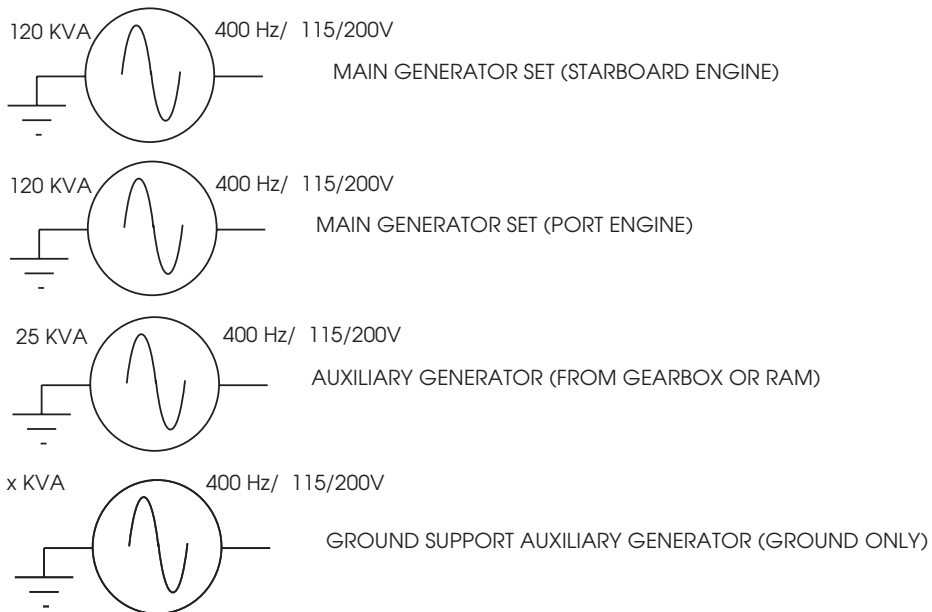 120 KVA 400 Hz/ 115/200V
MAIN GENERATOR SET (STARBOARD ENGINE)
120 KVA 400 Hz/ 115/200V
MAIN GENERATOR SET (PORT ENGINE)
25 KVA 400 Hz/ 115/200V
AUXILIARY GENERATOR (FROM GEARBOX OR RAM)
x KVA 400 Hz/ 115/200V
GROUND SUPPORT AUXILIARY GENERATOR (GROUND ONLY)